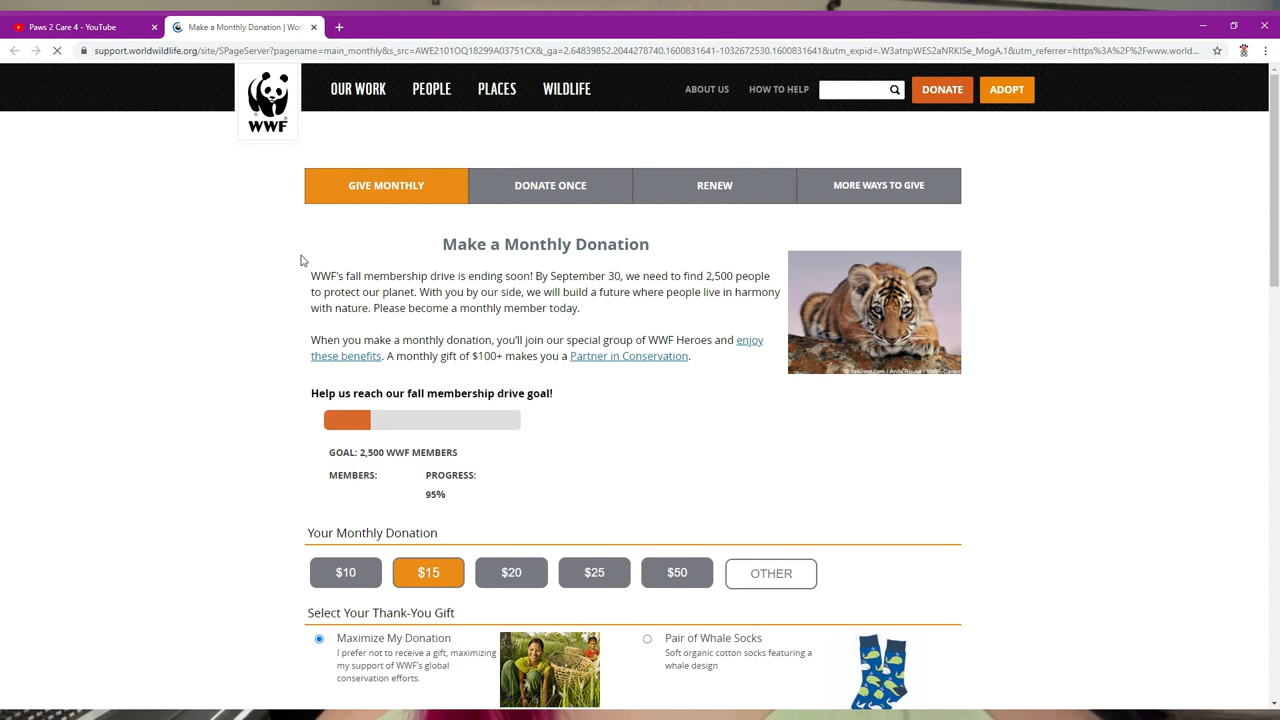 Paws 2 Care 4 - YouTube
Make a Monthly Donation | Worl
support.worldwildlife.org/site/SPageServer?pagename=main_monthly&s_src=AWE2101OQ18299A03751CX&_ga=2.64839852.2044278740.1600831641-1032672530.1600831641&utm_expid=.W3atnpWES2aNRKISe_MogA.1&utm_referrer=https%3A%2F%2Fwww.world...
WWF
OUR WORK PEOPLE PLACES WILDLIFE ABOUT US HOW TO HELP DONATE ADOPT
GIVE MONTHLY DONATE ONCE RENEW MORE WAYS TO GIVE
Make a Monthly Donation
WWF's fall membership drive is ending soon! By September 30, we need to find 2,500 people
to protect our planet. With you by our side, we will build a future where people live in harmony
with nature. Please become a monthly member today.
When you make a monthly donation, you'll join our special group of WWF Heroes and enjoy
these benefits. A monthly gift of $100+ makes you a Partner in Conservation.
© naturepl.com / Andy Rouse / WWF-Canon
Help us reach our fall membership drive goal!
GOAL: 2,500 WWF MEMBERS
MEMBERS: PROGRESS:
95%
Your Monthly Donation
$10 $15 $20 $25 $50 OTHER
Select Your Thank-You Gift
Maximize My Donation
I prefer not to receive a gift, maximizing
my support of WWF's global
conservation efforts.
Pair of Whale Socks
Soft organic cotton socks featuring a
whale design